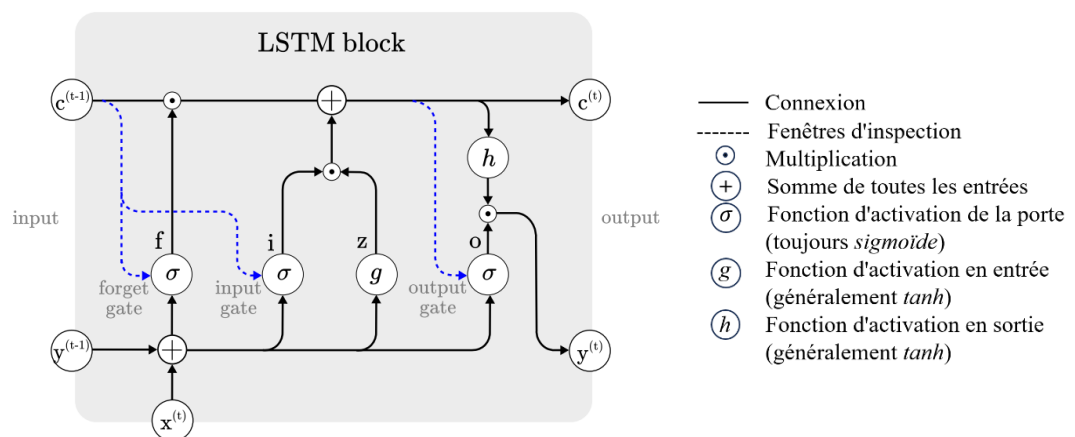 LSTM block
c(t-1)
c(t)
h
input
output
f
i
z
o
σ
σ
g
σ
forget
gate
input
gate
output
gate
y(t-1)
y(t)
x(t)
Connexion
Fenêtres d'inspection
Multiplication
+ Somme de toutes les entrées
σ Fonction d'activation de la porte
(toujours sigmoïde)
g Fonction d'activation en entrée
(généralement tanh)
h Fonction d'activation en sortie
(généralement tanh)